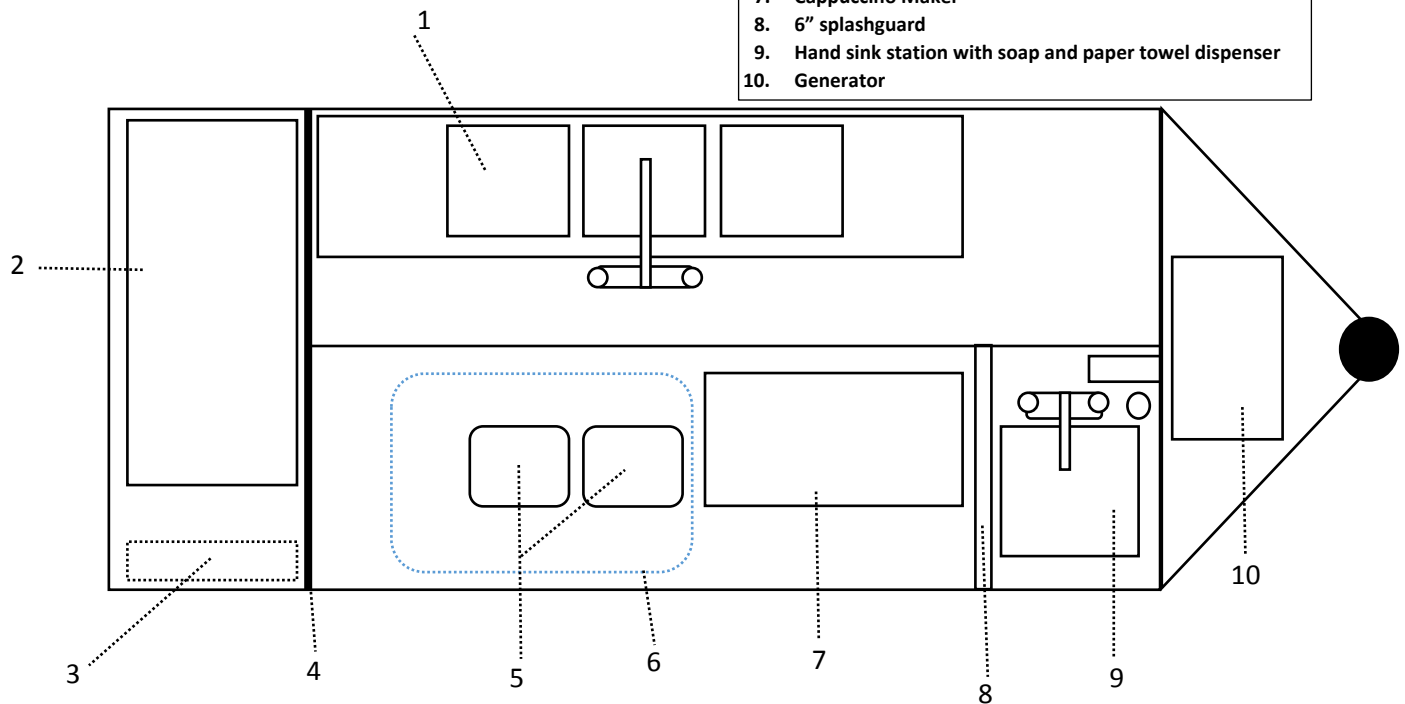 7. Cappuccino Maker
8. 6” splashguard
9. Hand sink station with soap and paper towel dispenser
10. Generator
1
2
3
4
5
6
7
8
9
10